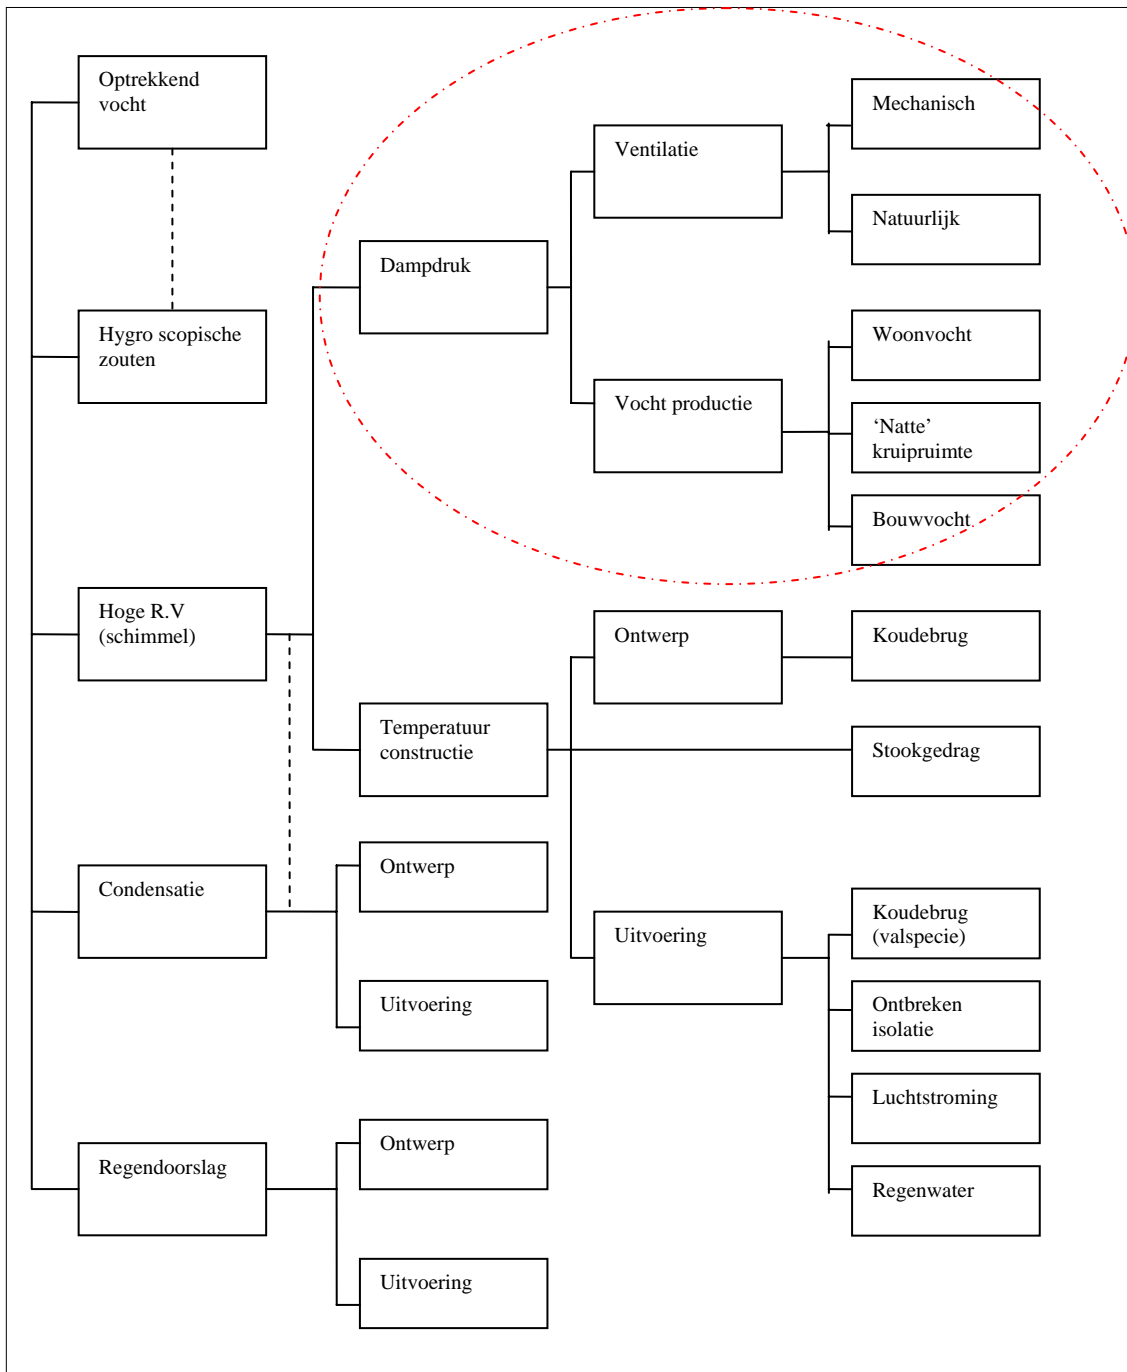 Optrekkend
vocht
Hygro scopische
zouten
Hoge R.V
(schimmel)
Condensatie
Regendoorslag
Dampdruk
Temperatuur
constructie
Ontwerp
Uitvoering
Ontwerp
Uitvoering
Ventilatie
Vocht productie
Ontwerp
Uitvoering
Mechanisch
Natuurlijk
Woonvocht
‘Natte’
kruipruimte
Bouwvocht
Koudebrug
Stookgedrag
Koudebrug
(valspecie)
Ontbreken
isolatie
Luchtstroming
Regenwater